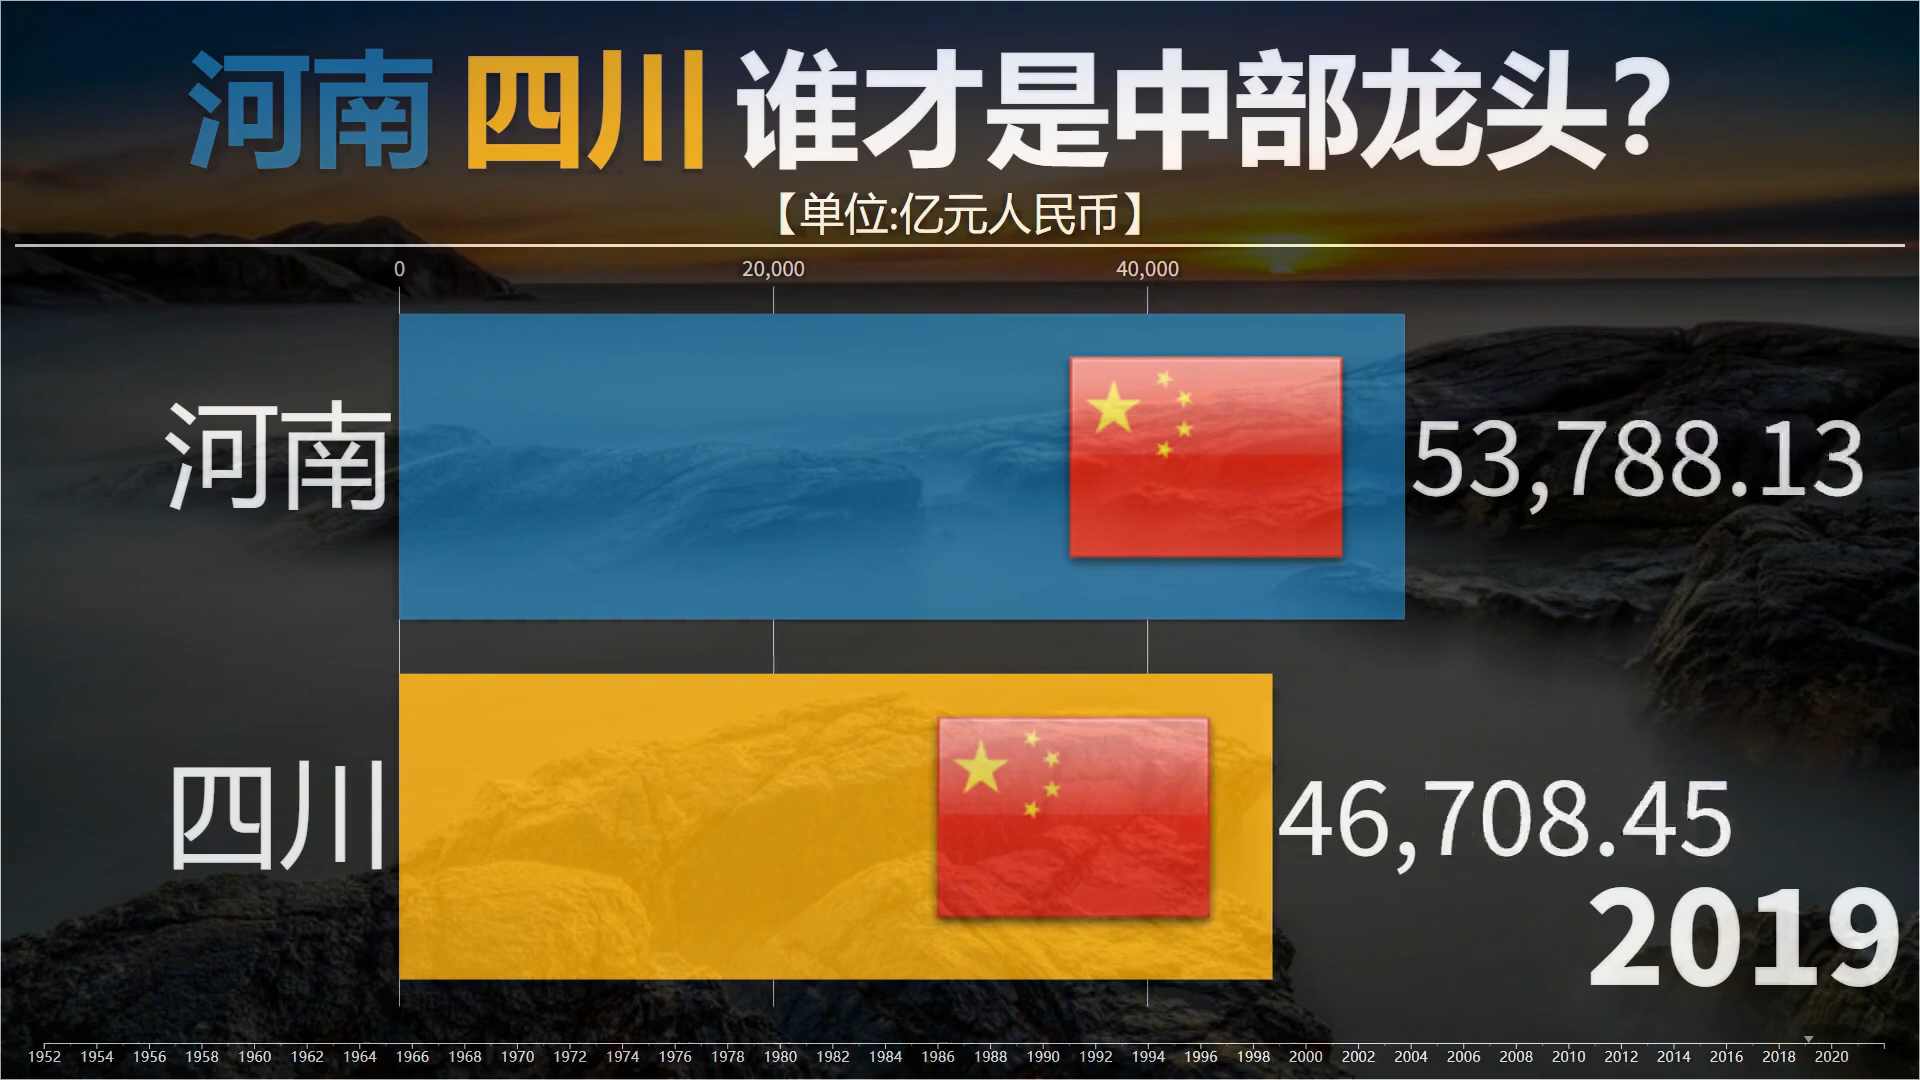 河南 四川 谁才是中部龙头?
【单位:亿元人民币】
0 20,000 40,000
河南 53,788.13
四川 46,708.45
2019
1952 1954 1956 1958 1960 1962 1964 1966 1968 1970 1972 1974 1976 1978 1980 1982 1984 1986 1988 1990 1992 1994 1996 1998 2000 2002 2004 2006 2008 2010 2012 2014 2016 2018 2020